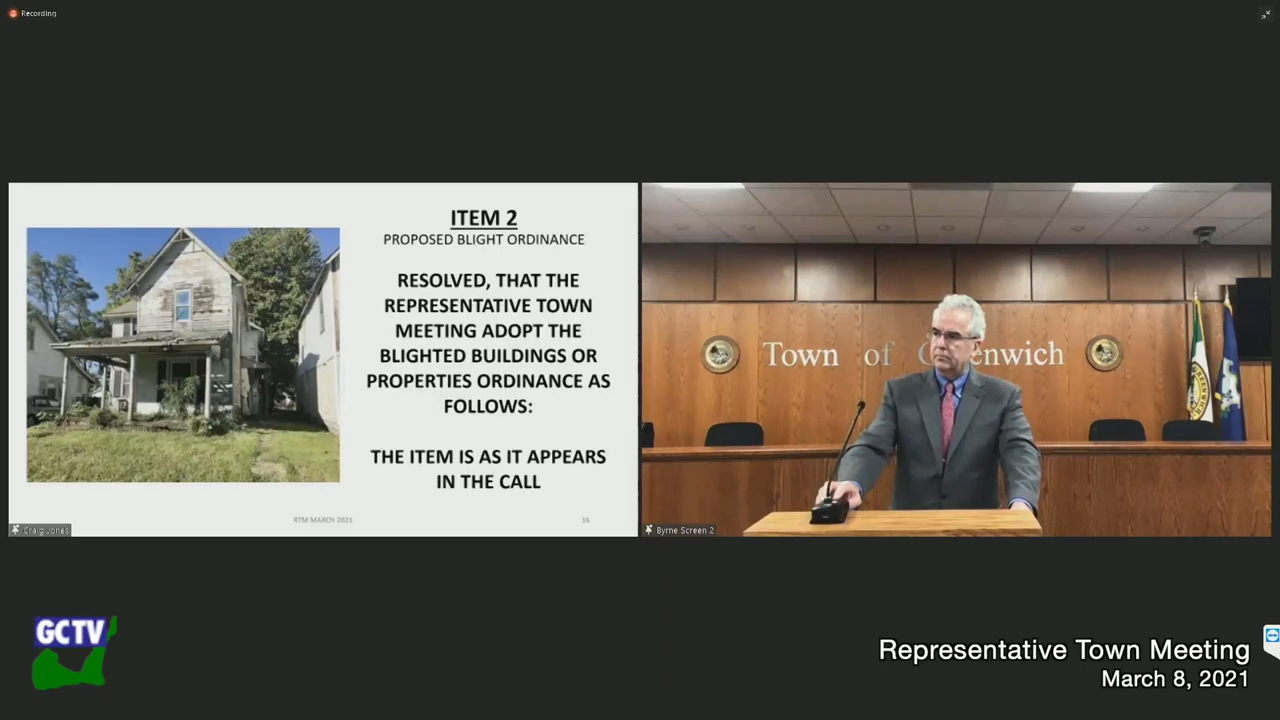 Recording
ITEM 2
PROPOSED BLIGHT ORDINANCE
RESOLVED, THAT THE
REPRESENTATIVE TOWN
MEETING ADOPT THE
BLIGHTED BUILDINGS OR
PROPERTIES ORDINANCE AS
FOLLOWS:
THE ITEM IS AS IT APPEARS
IN THE CALL
RTM MARCH 2021
16
Craig Jones
Town of G enwich
Byrne Screen 2
GCTV
Representative Town Meeting
March 8, 2021